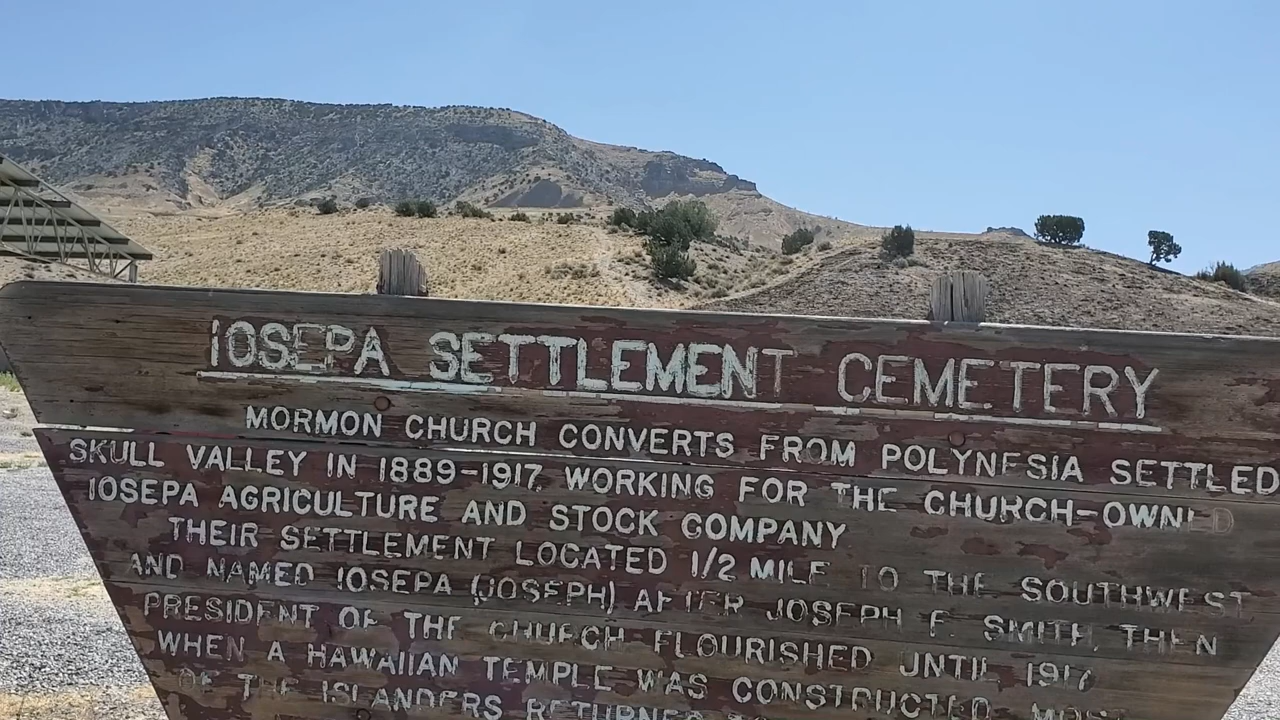 IOSEPA SETTLEMENT CEMETERY
MORMON CHURCH CONVERTS FROM POLYNESIA SETTLED
SKULL VALLEY IN 1889-1917, WORKING FOR THE CHURCH-OWNED
IOSEPA AGRICULTURE AND STOCK COMPANY
THEIR SETTLEMENT LOCATED 1/2 MILE TO THE SOUTHWEST
AND NAMED IOSEPA (JOSEPH) AFTER JOSEPH F. SMITH, THEN
PRESIDENT OF THE CHURCH FLOURISHED UNTIL 1917
WHEN A HAWAIIAN TEMPLE WAS CONSTRUCTED MOST
OF THE ISLANDERS RETURNED